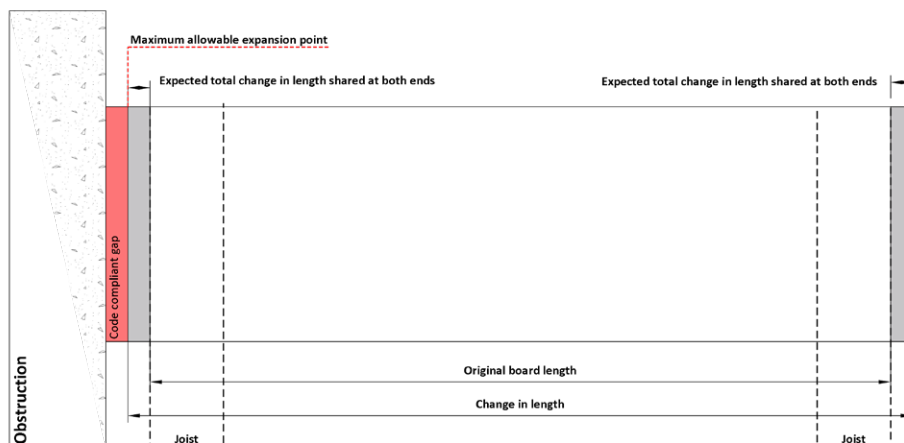 Maximum allowable expansion point
Expected total change in length shared at both ends
Expected total change in length shared at both ends
Code compliant gap
Original board length
Change in length
Obstruction
Joist
Joist